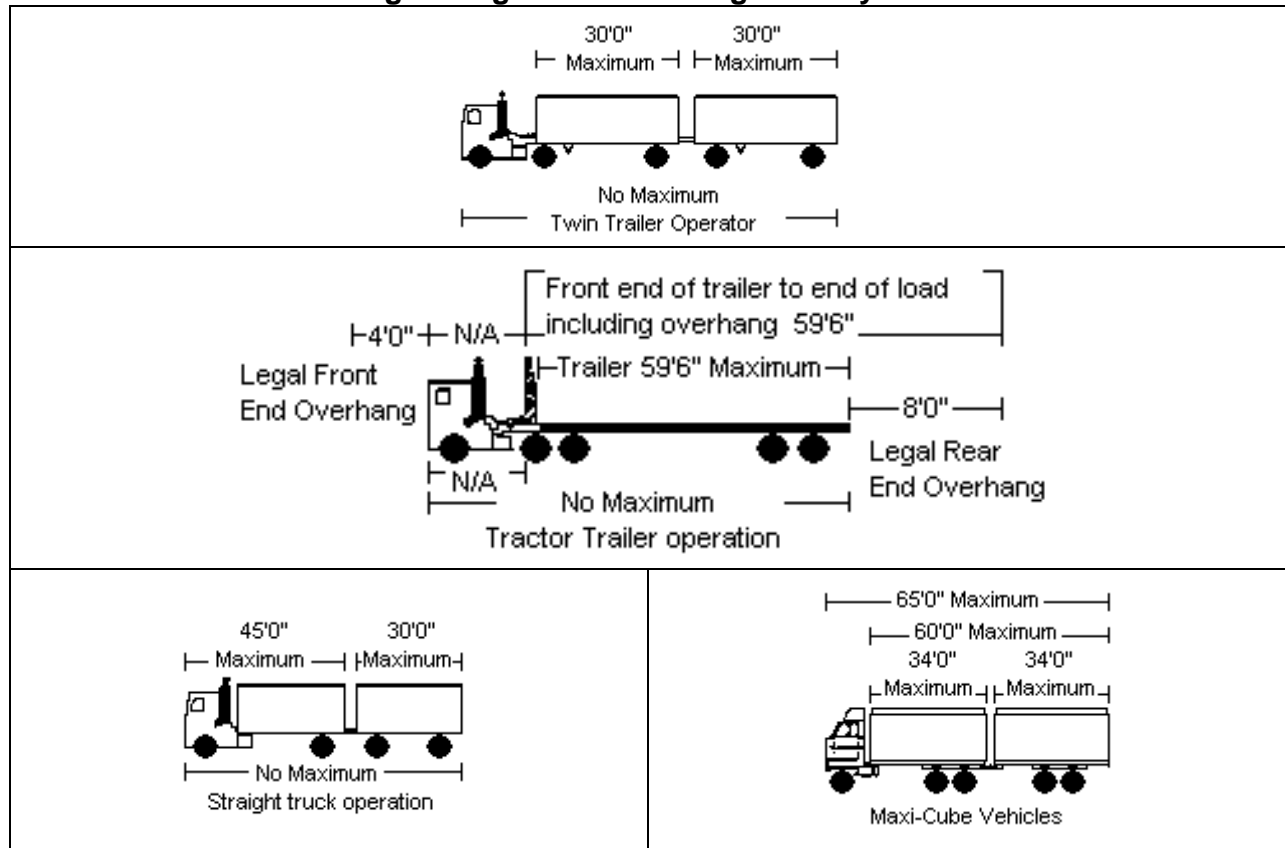 30'0" 30'0"
Maximum Maximum
No Maximum
Twin Trailer Operator
Front end of trailer to end of load
including overhang 59'6"
4'0" N/A
Trailer 59'6" Maximum
Legal Front
End Overhang
8'0"
Legal Rear
End Overhang
N/A
No Maximum
Tractor Trailer operation
45'0" 30'0"
Maximum Maximum
No Maximum
Straight truck operation
65'0" Maximum
60'0" Maximum
34'0" 34'0"
Maximum Maximum
Maxi-Cube Vehicles